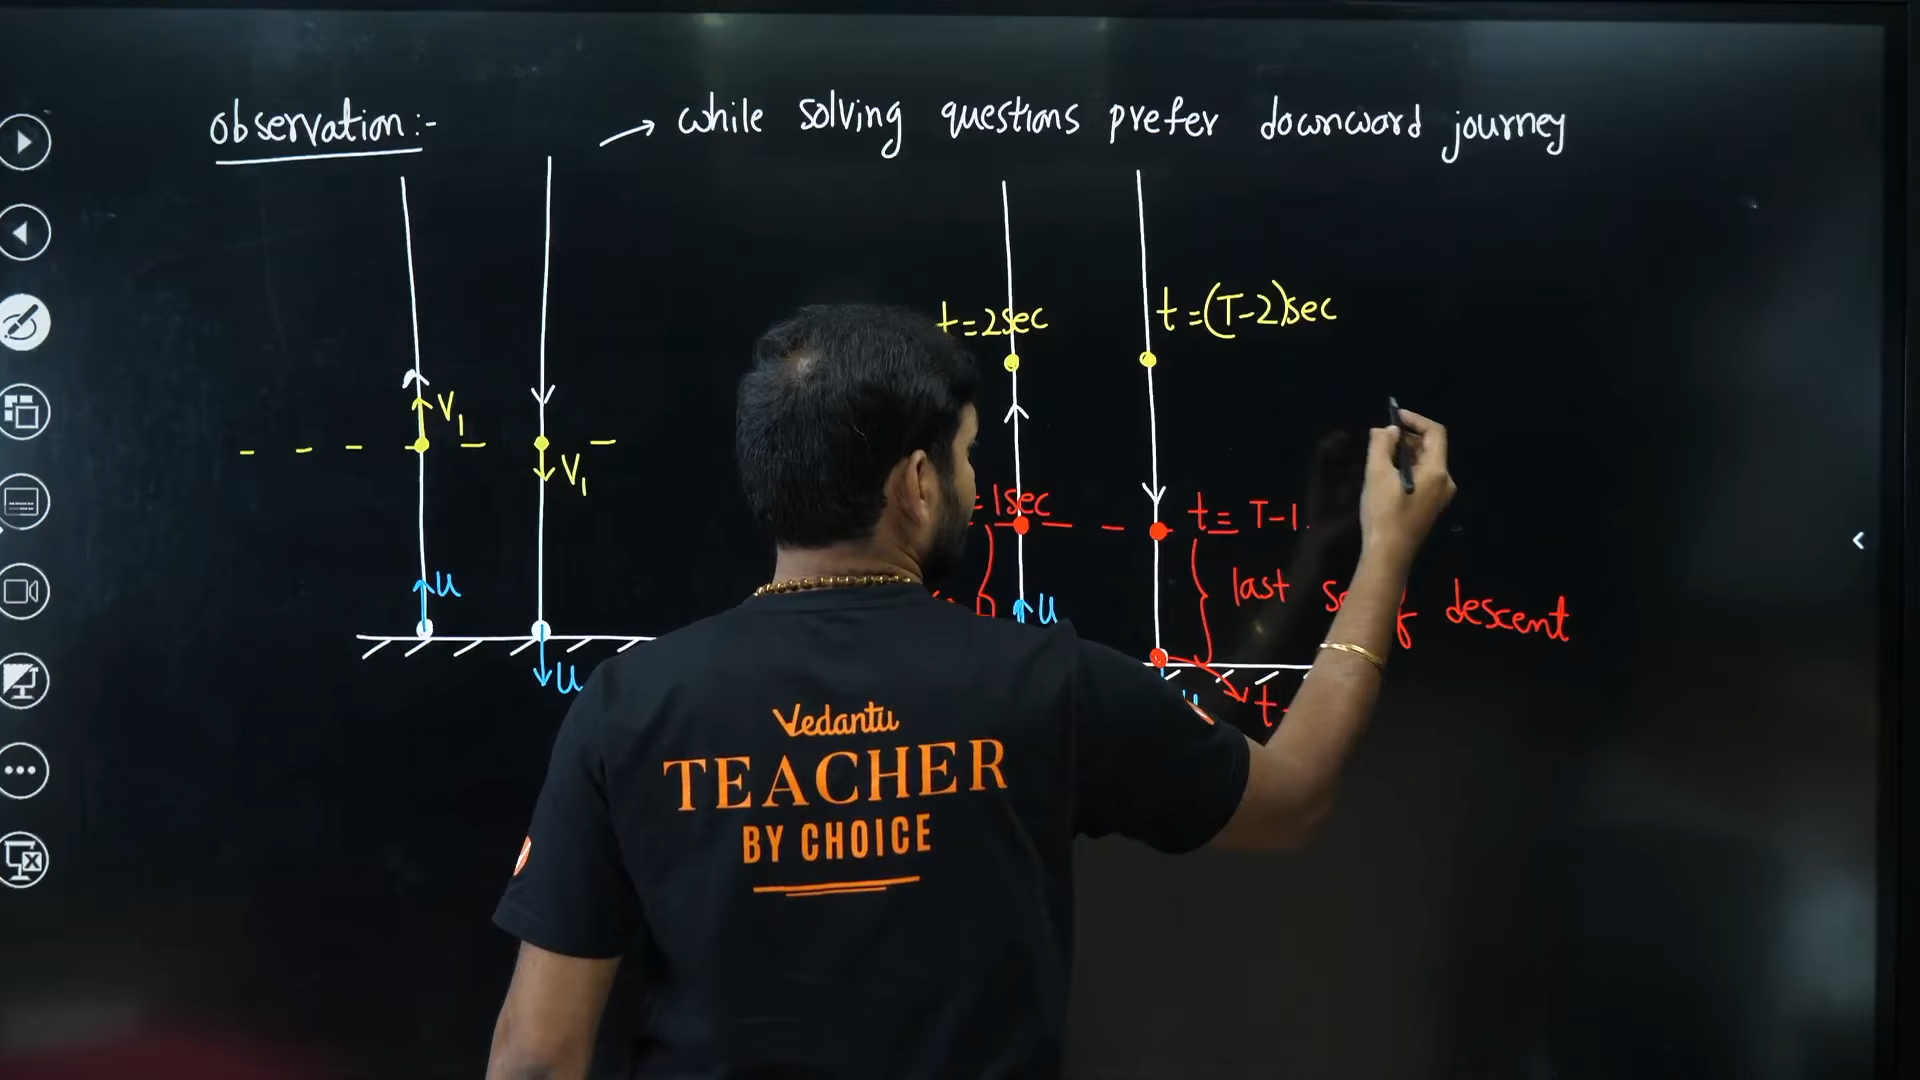 observation:-
→ while solving questions prefer downward journey
t=2sec
t=(T-2)sec
V1
V1
= 1sec
t= T-1.
last
descent
u
u
u
t
Vedantu
TEACHER
BY CHOICE